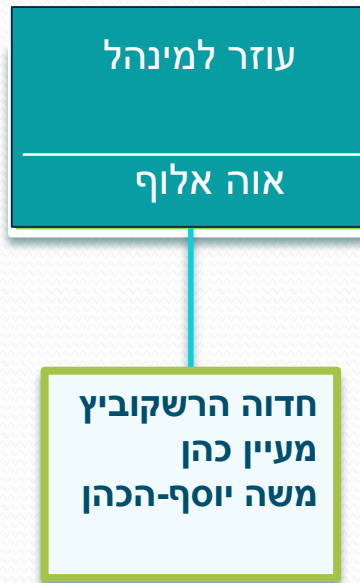 עוזר למינהל
אוה אלוף
חדוה הרשקוביץ
מעיין כהן
משה יוסף-הכהן